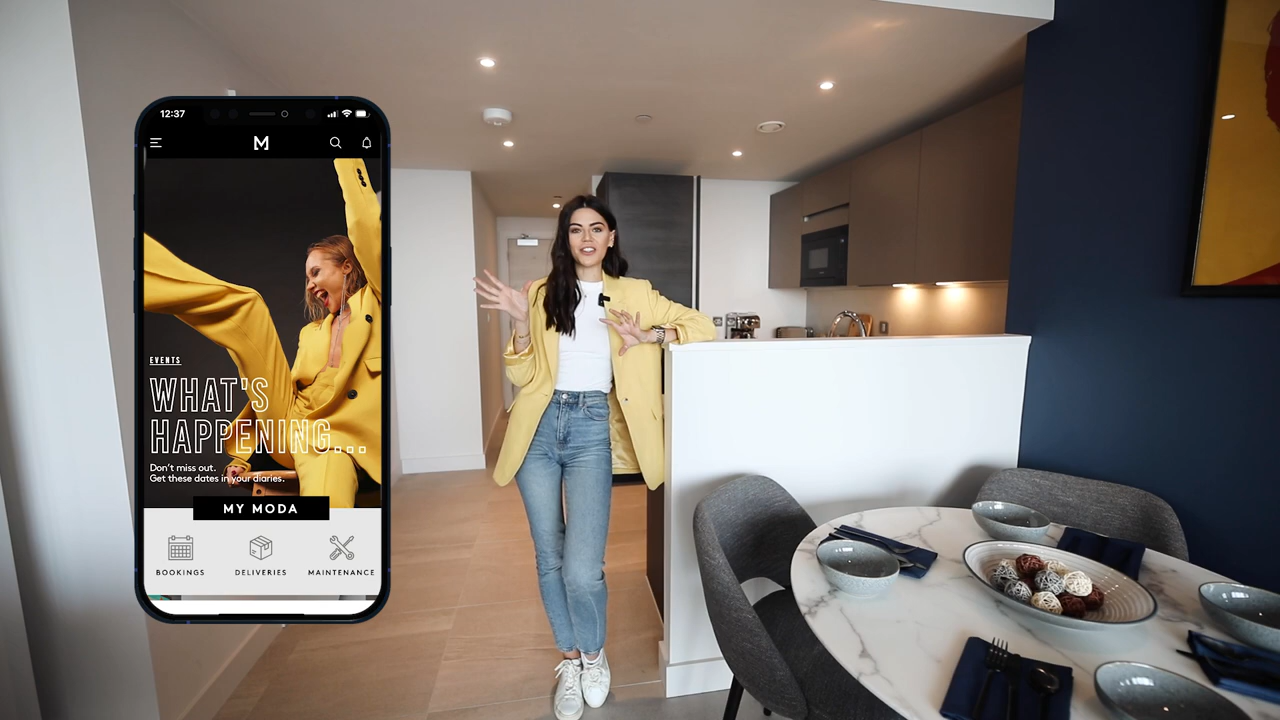 12:37
M
EVENTS
WHAT'S
HAPPENING...
Don't miss out.
Get these dates in your diaries.
MY MODA
BOOKINGS
DELIVERIES
MAINTENANCE